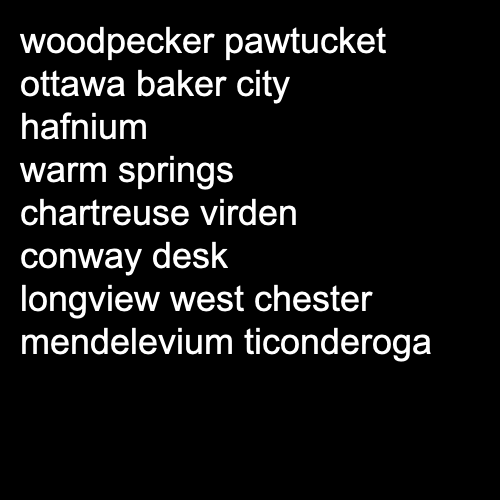 woodpecker pawtucket
ottawa baker city
hafnium
warm springs
chartreuse virden
conway desk
longview west chester
mendelevium ticonderoga